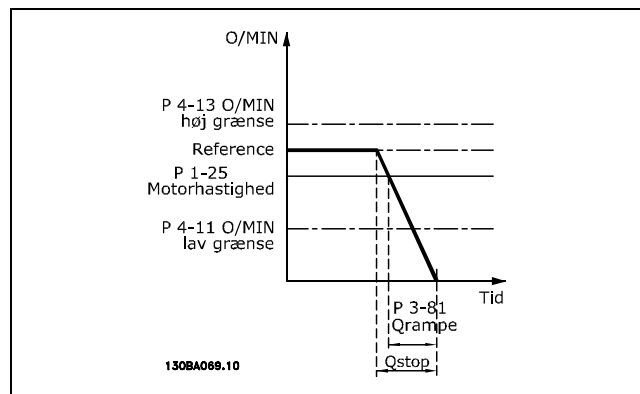 O/MIN
P 4-13 O/MIN
høj grænse
Reference
P 1-25
Motorhastighed
P 4-11 O/MIN
lav grænse
Tid
P 3-81
Qrampe
Qstop
130BA069.10